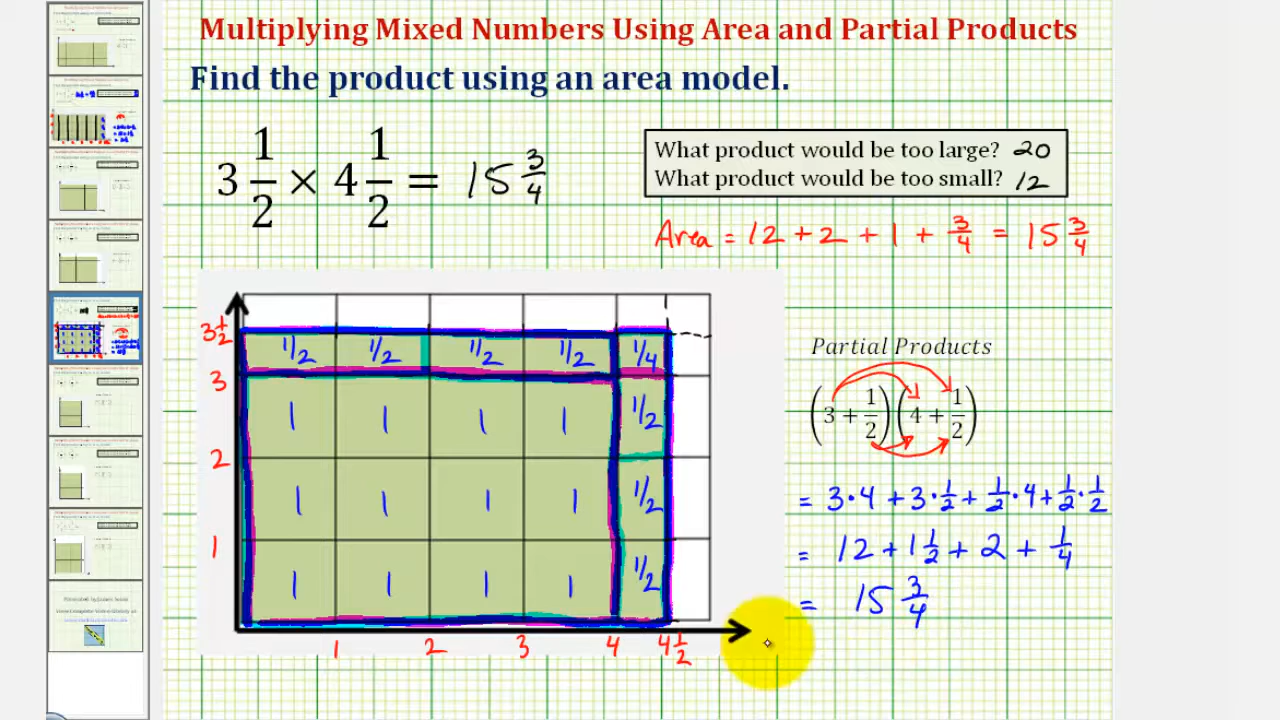 Multiplying Mixed Numbers Using Area and Partial Products
Find the product using an area model.
3 1/2 × 4 1/2 = 15 3/4
What product would be too large? 20
What product would be too small? 12
Area = 12 + 2 + 1 + 3/4 = 15 3/4
3 1/2
1/2 1/2 1/2 1/2 1/4
3
1 1 1 1 1/2
2
1 1 1 1 1/2
1
1 1 1 1 1/2
1 2 3 4 4 1/2
Partial Products
(3 + 1/2)(4 + 1/2)
= 3·4 + 3·1/2 + 1/2·4 + 1/2·1/2
= 12 + 1 1/2 + 2 + 1/4
= 15 3/4